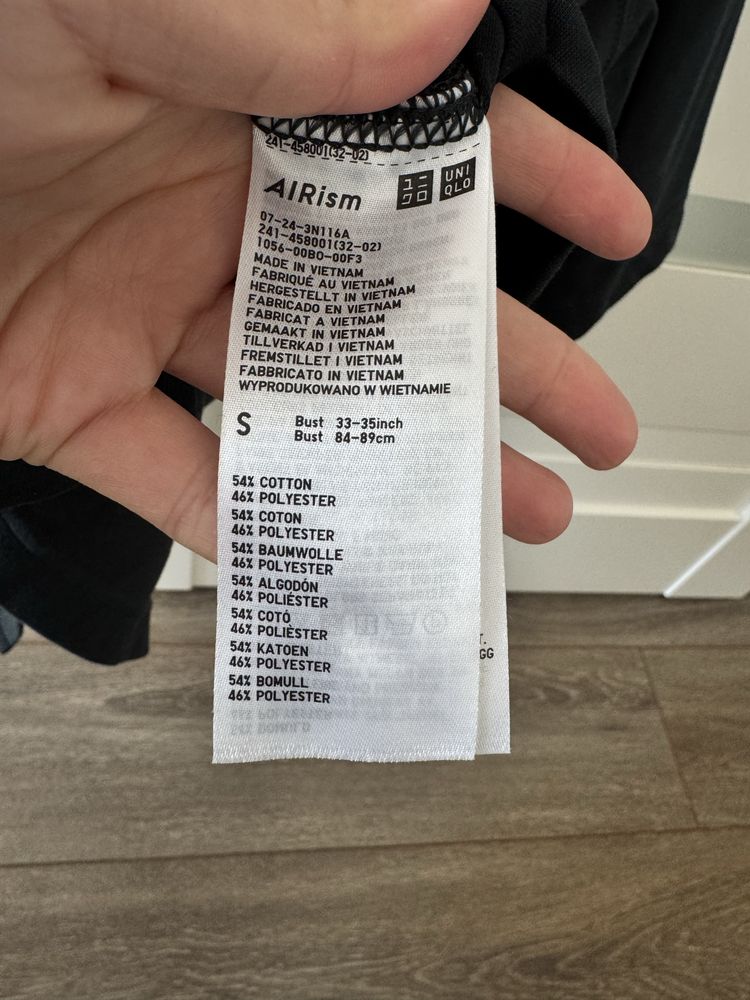 241-458001(32-02)
AIRism
ユニ
クロ
UNI
QLO
07-24-3N116A
241-458001(32-02)
1056-00B0-00F3
MADE IN VIETNAM
FABRIQUÉ AU VIETNAM
HERGESTELLT IN VIETNAM
FABRICADO EN VIETNAM
FABRICAT A VIETNAM
GEMAAKT IN VIETNAM
TILLVERKAD I VIETNAM
FREMSTILLET I VIETNAM
FABBRICATO IN VIETNAM
WYPRODUKOWANO W WIETNAMIE
S
Bust 33-35inch
Bust 84-89cm
54% COTTON
46% POLYESTER
54% COTON
46% POLYESTER
54% BAUMWOLLE
46% POLYESTER
54% ALGODÓN
46% POLIÉSTER
54% COTÓ
46% POLIÈSTER
54% KATOEN
46% POLYESTER
54% BOMULL
46% POLYESTER
T.
GG